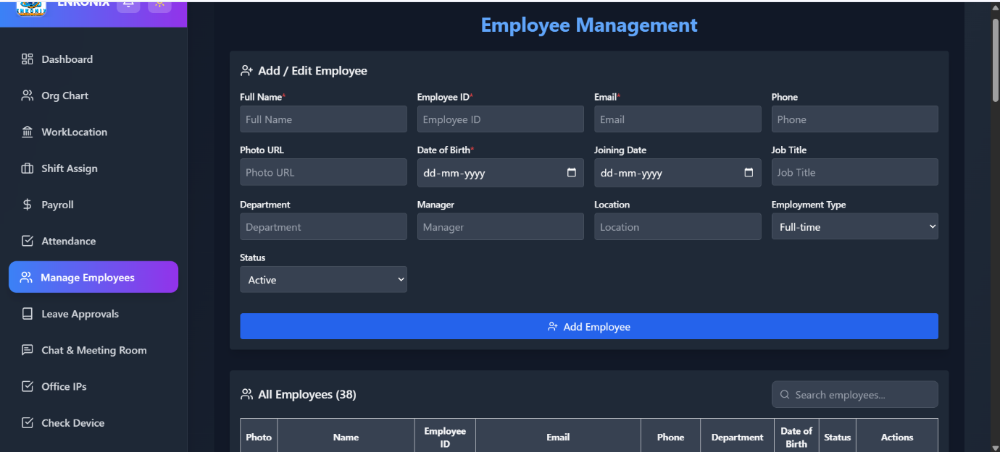 ENRONIX
ENRONIX
Dashboard
Org Chart
WorkLocation
Shift Assign
Payroll
Attendance
Manage Employees
Leave Approvals
Chat & Meeting Room
Office IPs
Check Device
Employee Management
Add / Edit Employee
Full Name* Employee ID* Email* Phone
Full Name Employee ID Email Phone
Photo URL Date of Birth* Joining Date Job Title
Photo URL dd-mm-yyyy dd-mm-yyyy Job Title
Department Manager Location Employment Type
Department Manager Location Full-time
Status
Active
Add Employee
All Employees (38) Search employees...
Photo Name Employee ID Email Phone Department Date of Birth Status Actions